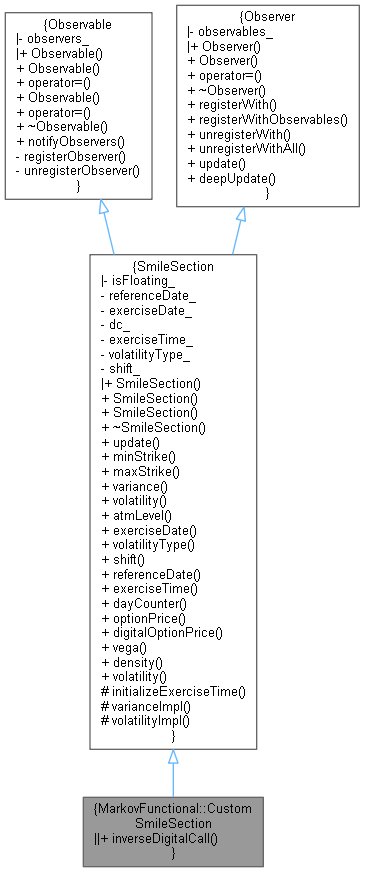 {Observable
|- observers_
|+ Observable()
+ Observable()
+ operator=()
+ Observable()
+ operator=()
+ ~Observable()
+ notifyObservers()
- registerObserver()
- unregisterObserver()
}
{Observer
|- observables_
|+ Observer()
+ Observer()
+ operator=()
+ ~Observer()
+ registerWith()
+ registerWithObservables()
+ unregisterWith()
+ unregisterWithAll()
+ update()
+ deepUpdate()
}
{SmileSection
|- isFloating_
- referenceDate_
- exerciseDate_
- dc_
- exerciseTime_
- volatilityType_
- shift_
|+ SmileSection()
+ SmileSection()
+ SmileSection()
+ ~SmileSection()
+ update()
+ minStrike()
+ maxStrike()
+ variance()
+ volatility()
+ atmLevel()
+ exerciseDate()
+ volatilityType()
+ shift()
+ referenceDate()
+ exerciseTime()
+ dayCounter()
+ optionPrice()
+ digitalOptionPrice()
+ vega()
+ density()
+ volatility()
# initializeExerciseTime()
# varianceImpl()
# volatilityImpl()
}
{MarkovFunctional::Custom
SmileSection
||+ inverseDigitalCall()
}